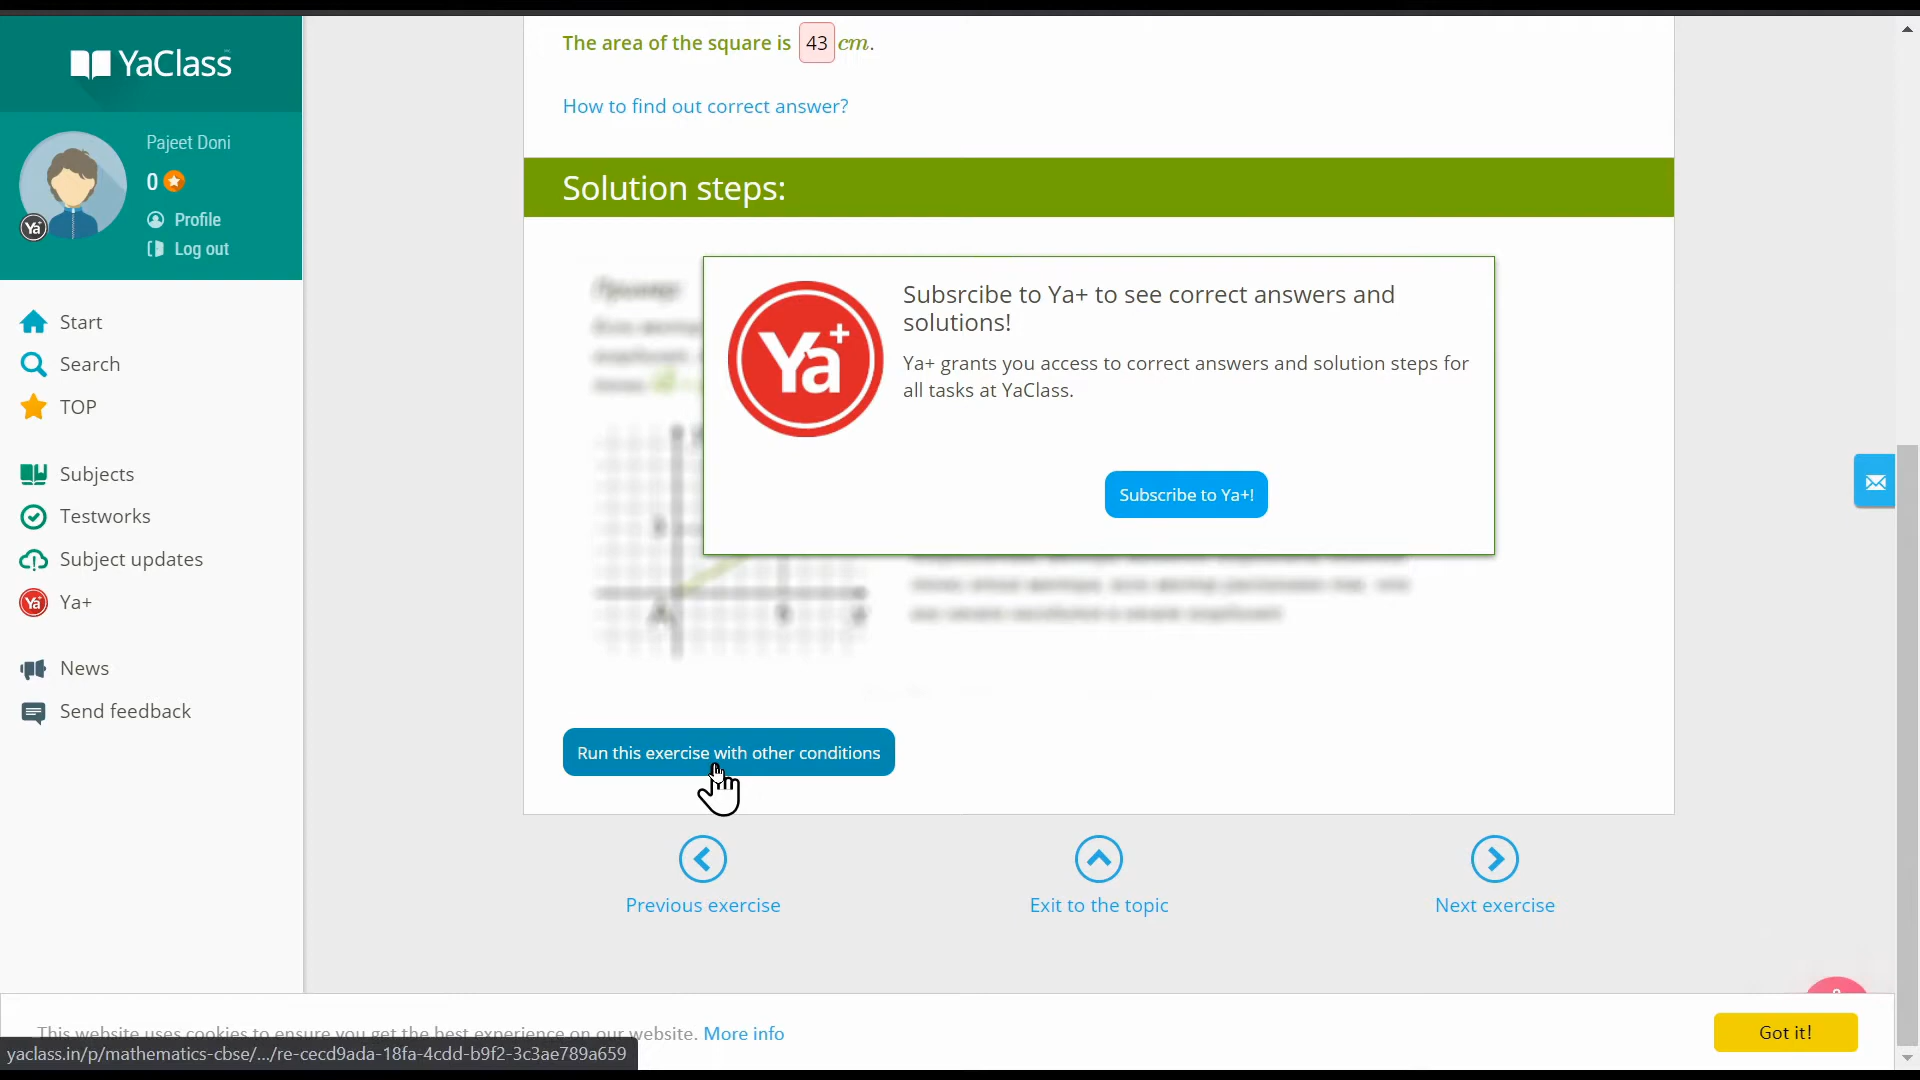 YaClass
Pajeet Doni
0
Ya
Profile
Log out
Start
Search
TOP
Subjects
Testworks
Subject updates
Ya Ya+
News
Send feedback
The area of the square is 43 cm.
How to find out correct answer?
Solution steps:
Пример:
Ya+
Subsrcibe to Ya+ to see correct answers and
solutions!
Ya+ grants you access to correct answers and solution steps for
all tasks at YaClass.
Subscribe to Ya+!
Run this exercise with other conditions
Previous exercise
Exit to the topic
Next exercise
This website uses cookies to ensure you get the best experience on our website. More info
Got it!
yaclass.in/p/mathematics-cbse/.../re-cecd9ada-18fa-4cdd-b9f2-3c3ae789a659